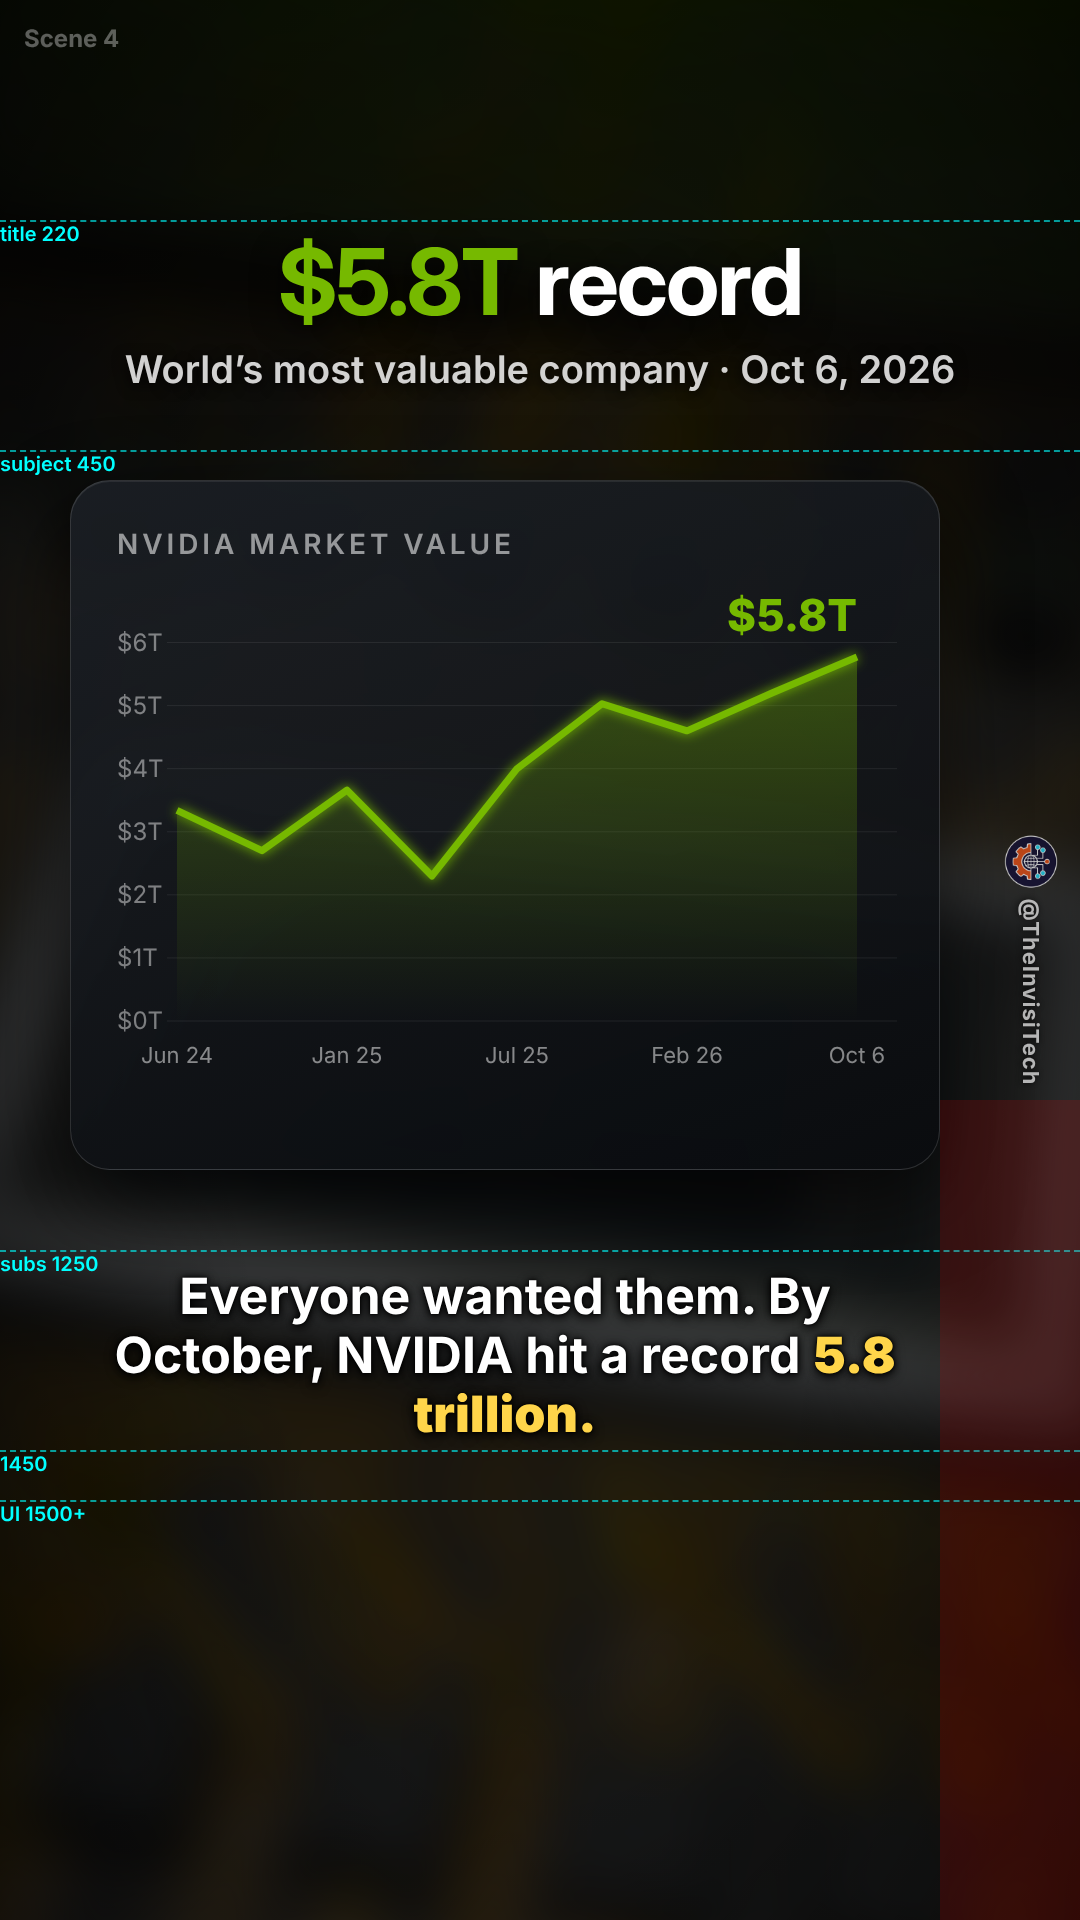 Scene 4
title 220
$5.8T record
World’s most valuable company · Oct 6, 2026
subject 450
NVIDIA MARKET VALUE
$5.8T
$6T
$5T
$4T
$3T
$2T
$1T
$0T
Jun 24 Jan 25 Jul 25 Feb 26 Oct 6
@TheInvisiTech
subs 1250
Everyone wanted them. By
October, NVIDIA hit a record 5.8
trillion.
1450
UI 1500+